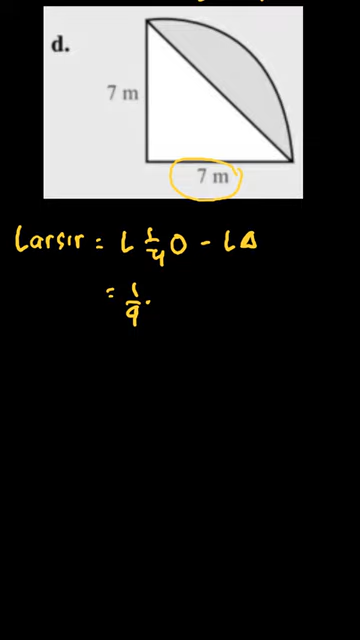 d.
7 m
7 m
Larsir = L 1/4 O - L Δ
= 1/4 .